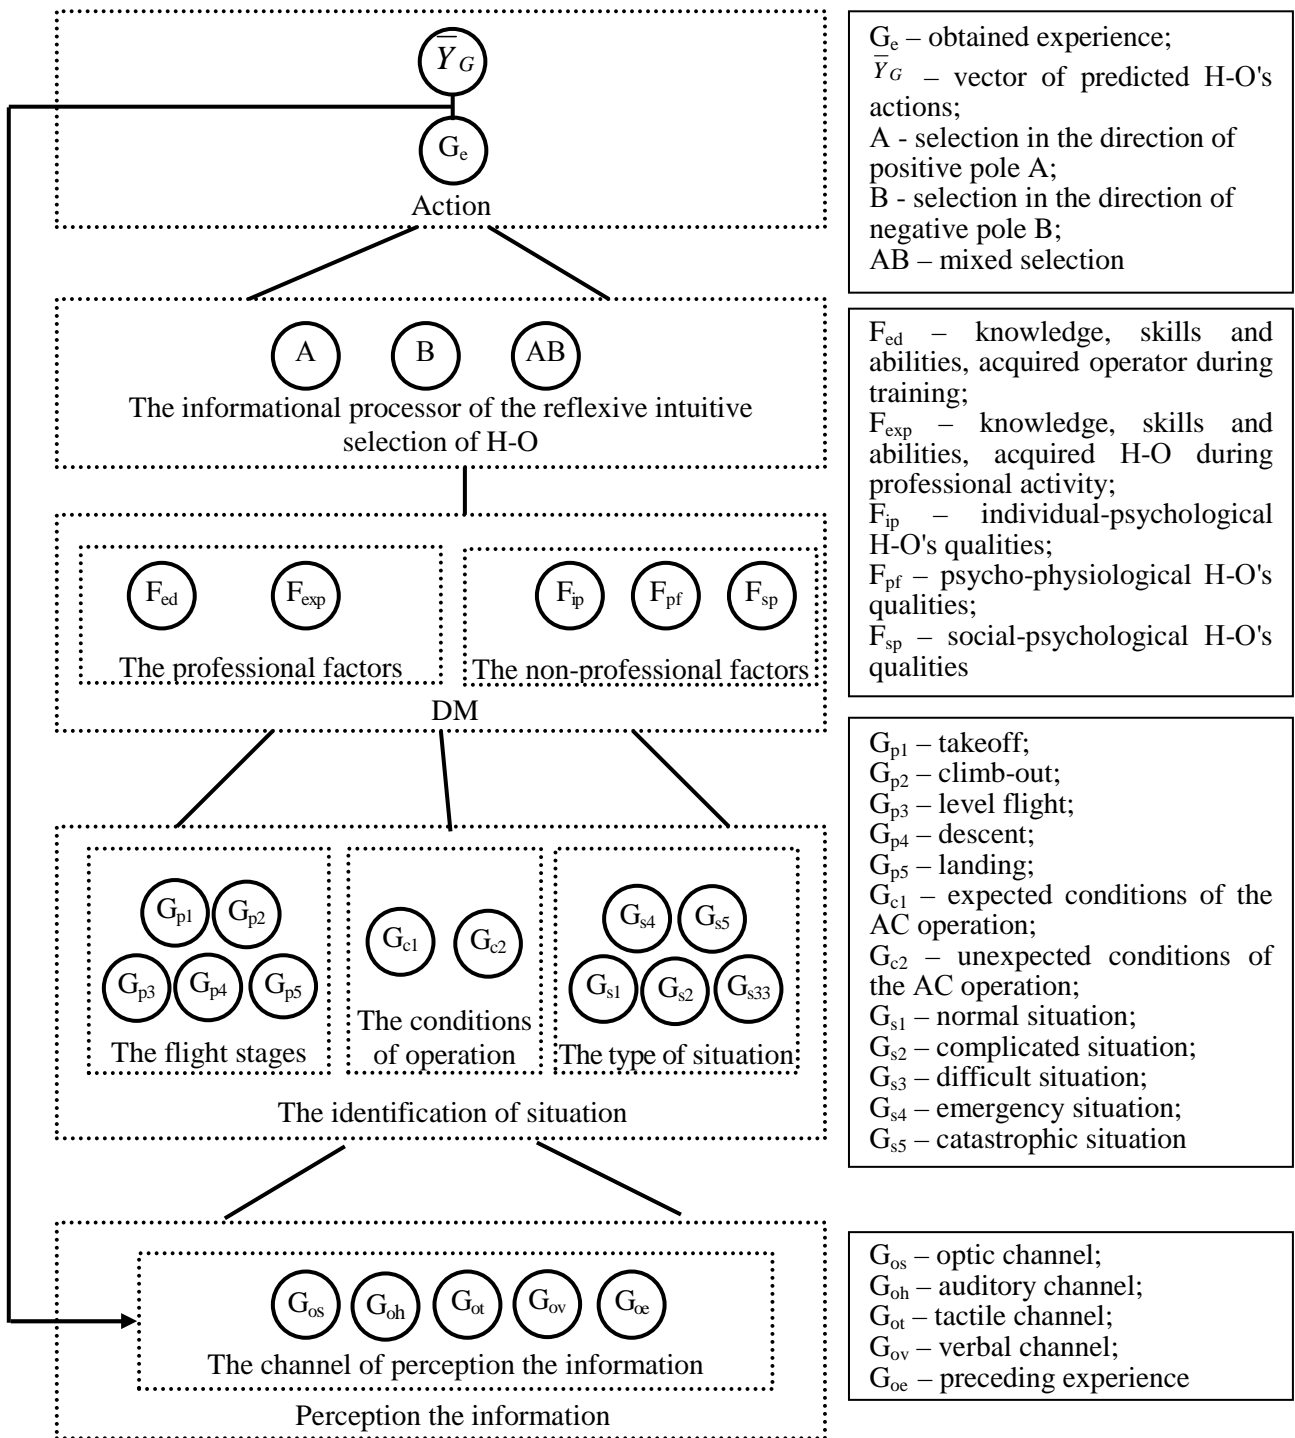 Y̅G
Ge
Action
A B AB
The informational processor of the reflexive intuitive
selection of H-O
Fed Fexp
The professional factors
Fip Fpf Fsp
The non-professional factors
DM
Gp1 Gp2
Gp3 Gp4 Gp5
The flight stages
Gc1 Gc2
The conditions
of operation
Gs4 Gs5
Gs1 Gs2 Gs33
The type of situation
The identification of situation
Gos Goh Got Gov Goe
The channel of perception the information
Perception the information
Ge – obtained experience;
Y̅G – vector of predicted H-O's
actions;
A - selection in the direction of
positive pole A;
B - selection in the direction of
negative pole B;
AB – mixed selection
Fed – knowledge, skills and
abilities, acquired operator during
training;
Fexp – knowledge, skills and
abilities, acquired H-O during
professional activity;
Fip – individual-psychological
H-O's qualities;
Fpf – psycho-physiological H-O's
qualities;
Fsp – social-psychological H-O's
qualities
Gp1 – takeoff;
Gp2 – climb-out;
Gp3 – level flight;
Gp4 – descent;
Gp5 – landing;
Gc1 – expected conditions of the
AC operation;
Gc2 – unexpected conditions of
the AC operation;
Gs1 – normal situation;
Gs2 – complicated situation;
Gs3 – difficult situation;
Gs4 – emergency situation;
Gs5 – catastrophic situation
Gos – optic channel;
Goh – auditory channel;
Got – tactile channel;
Gov – verbal channel;
Goe – preceding experience